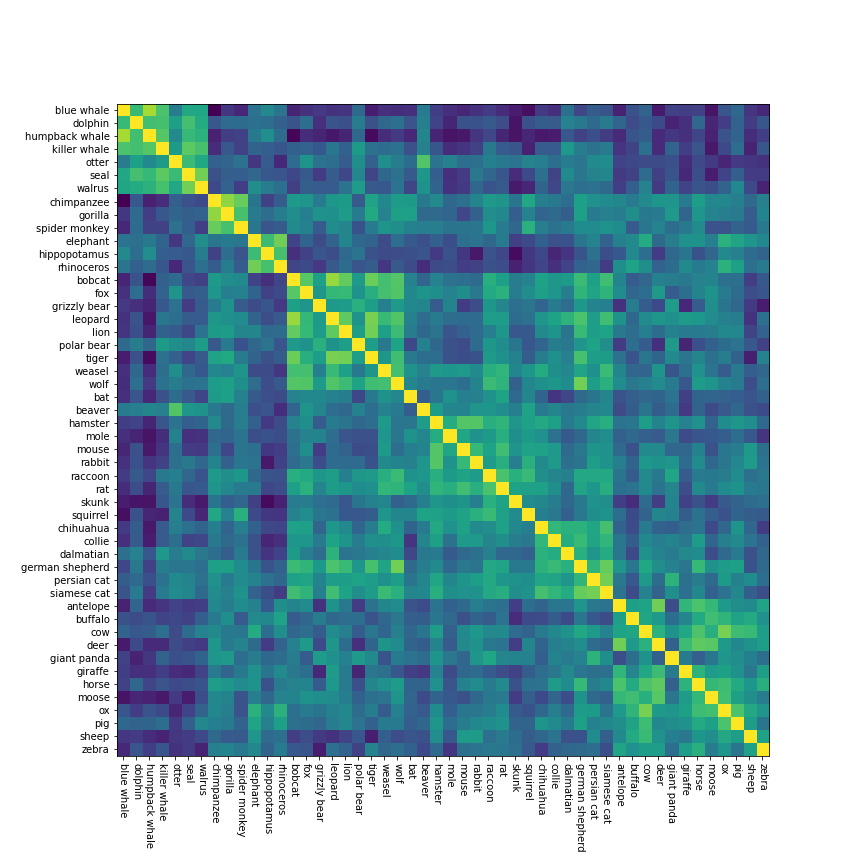 blue whale
dolphin
humpback whale
killer whale
otter
seal
walrus
chimpanzee
gorilla
spider monkey
elephant
hippopotamus
rhinoceros
bobcat
fox
grizzly bear
leopard
lion
polar bear
tiger
weasel
wolf
bat
beaver
hamster
mole
mouse
rabbit
raccoon
rat
skunk
squirrel
chihuahua
collie
dalmatian
german shepherd
persian cat
siamese cat
antelope
buffalo
cow
deer
giant panda
giraffe
horse
moose
ox
pig
sheep
zebra
blue whale
dolphin
humpback whale
killer whale
otter
seal
walrus
chimpanzee
gorilla
spider monkey
elephant
hippopotamus
rhinoceros
bobcat
fox
grizzly bear
leopard
lion
polar bear
tiger
weasel
wolf
bat
beaver
hamster
mole
mouse
rabbit
raccoon
rat
skunk
squirrel
chihuahua
collie
dalmatian
german shepherd
persian cat
siamese cat
antelope
buffalo
cow
deer
giant panda
giraffe
horse
moose
ox
pig
sheep
zebra